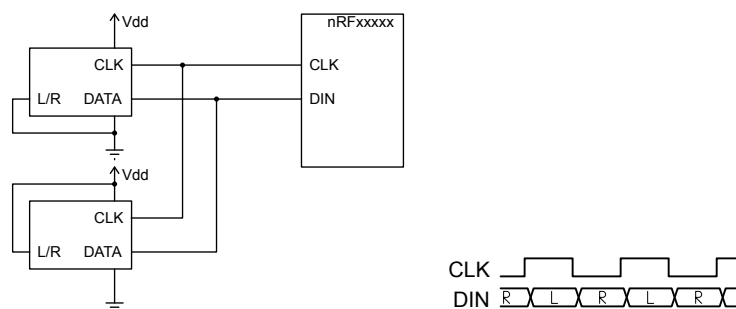 Vdd
nRFxxxxx
CLK
CLK
L/R
DATA
DIN
Vdd
CLK
L/R
DATA
CLK
DIN
R
L
R
L
R